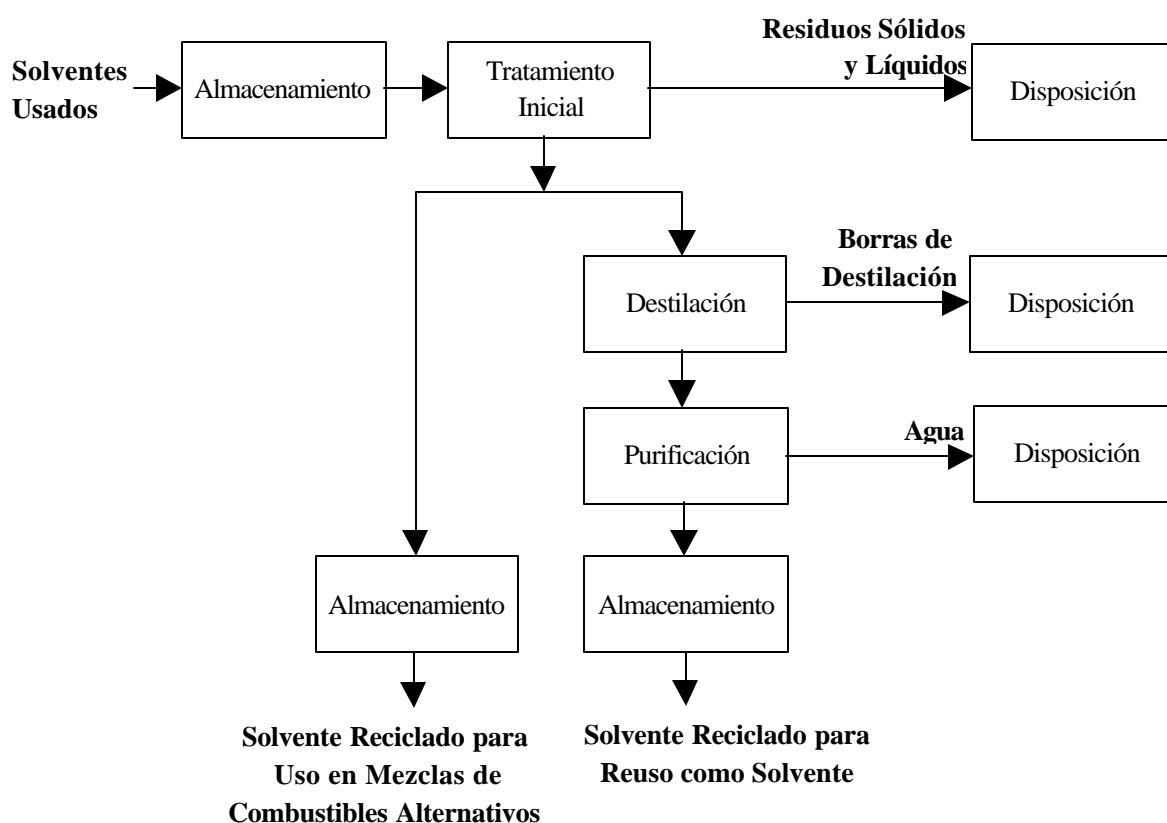 Solventes
Usados
Almacenamiento
Tratamiento
Inicial
Residuos Sólidos
y Líquidos
Disposición
Destilación
Borras de
Destilación
Disposición
Purificación
Agua
Disposición
Almacenamiento
Almacenamiento
Solvente Reciclado para
Uso en Mezclas de
Combustibles Alternativos
Solvente Reciclado para
Reuso como Solvente